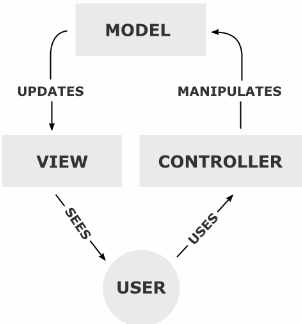 MODEL
UPDATES
MANIPULATES
VIEW
CONTROLLER
SEES
USES
USER